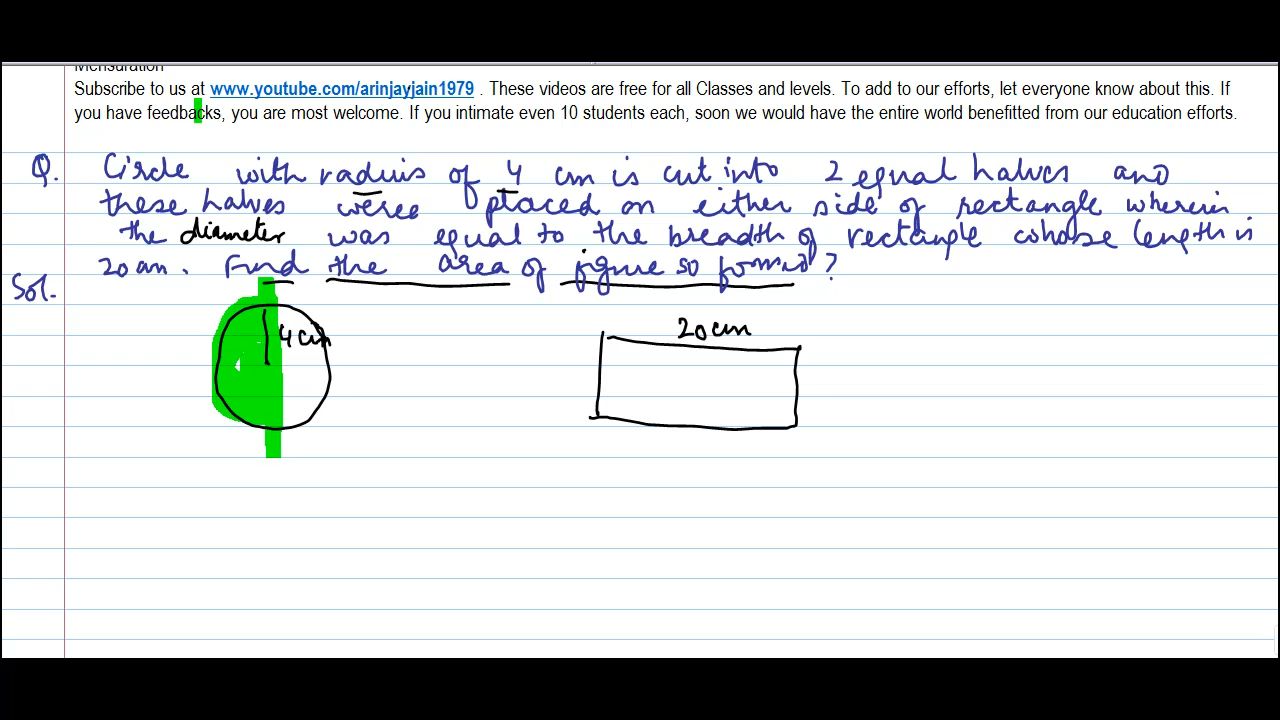 Mensuration
Subscribe to us at www.youtube.com/arinjayjain1979 . These videos are free for all Classes and levels. To add to our efforts, let everyone know about this. If
you have feedbacks, you are most welcome. If you intimate even 10 students each, soon we would have the entire world benefitted from our education efforts.
Q. Circle with radius of 4 cm is cut into 2 equal halves and
these halves were placed on either side of rectangle wherein
the diameter was equal to the breadth of rectangle whose length is
20cm. Find the area of figure so formed?
Sol.
4 cm
20 cm